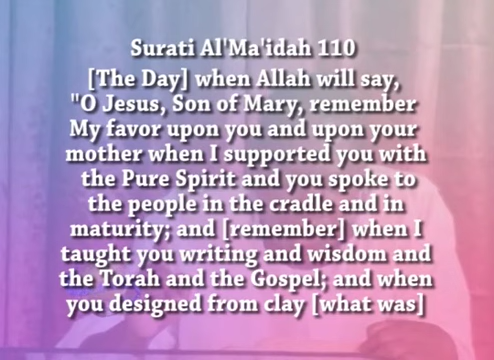 Surati Al'Ma'idah 110
[The Day] when Allah will say,
"O Jesus, Son of Mary, remember
My favor upon you and upon your
mother when I supported you with
the Pure Spirit and you spoke to
the people in the cradle and in
maturity; and [remember] when I
taught you writing and wisdom and
the Torah and the Gospel; and when
you designed from clay [what was]